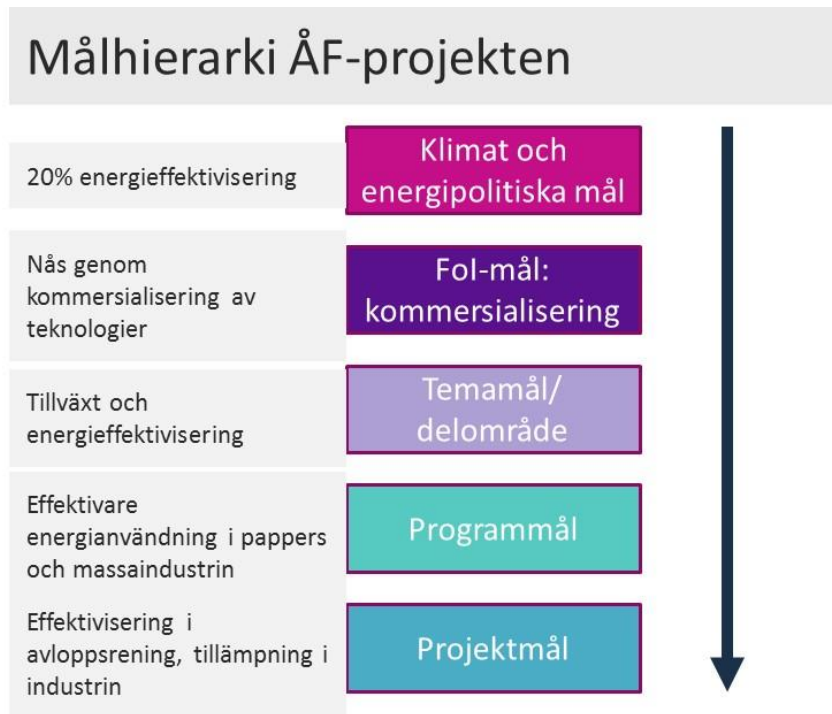 Målhierarki ÅF-projekten
20% energieffektivisering
Klimat och
energipolitiska mål
Nås genom
kommersialisering av
teknologier
FoI-mål:
kommersialisering
Tillväxt och
energieffektivisering
Temamål/
delområde
Effektivare
energianvändning i pappers
och massaindustrin
Programmål
Effektivisering i
avloppsrening, tillämpning i
industrin
Projektmål